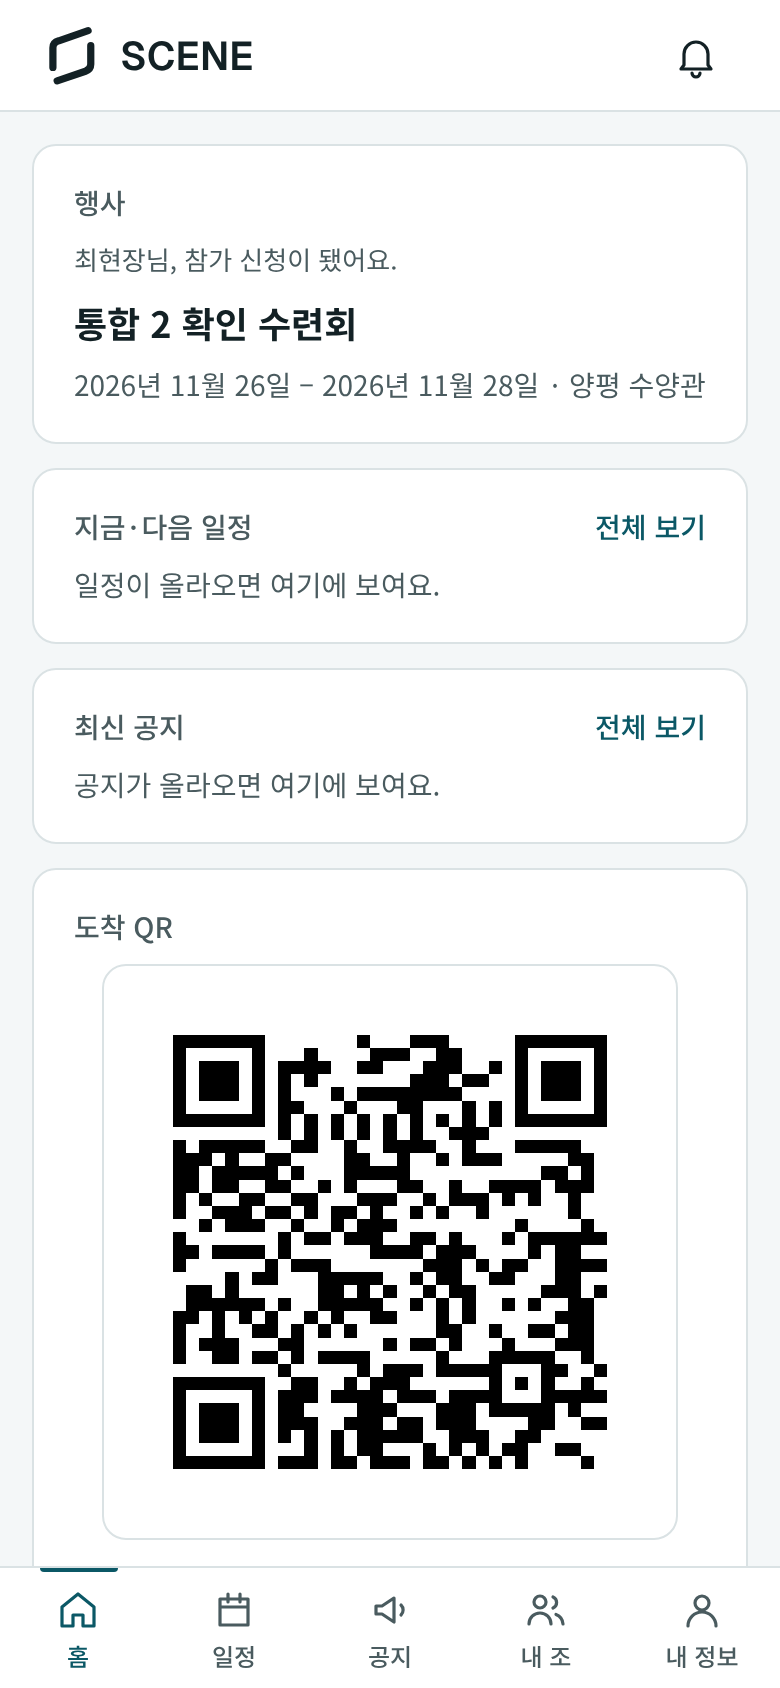 SCENE
행사
최현장님, 참가 신청이 됐어요.
통합 2 확인 수련회
2026년 11월 26일 – 2026년 11월 28일 · 양평 수양관
지금·다음 일정
전체 보기
일정이 올라오면 여기에 보여요.
최신 공지
전체 보기
공지가 올라오면 여기에 보여요.
도착 QR
홈
일정
공지
내 조
내 정보